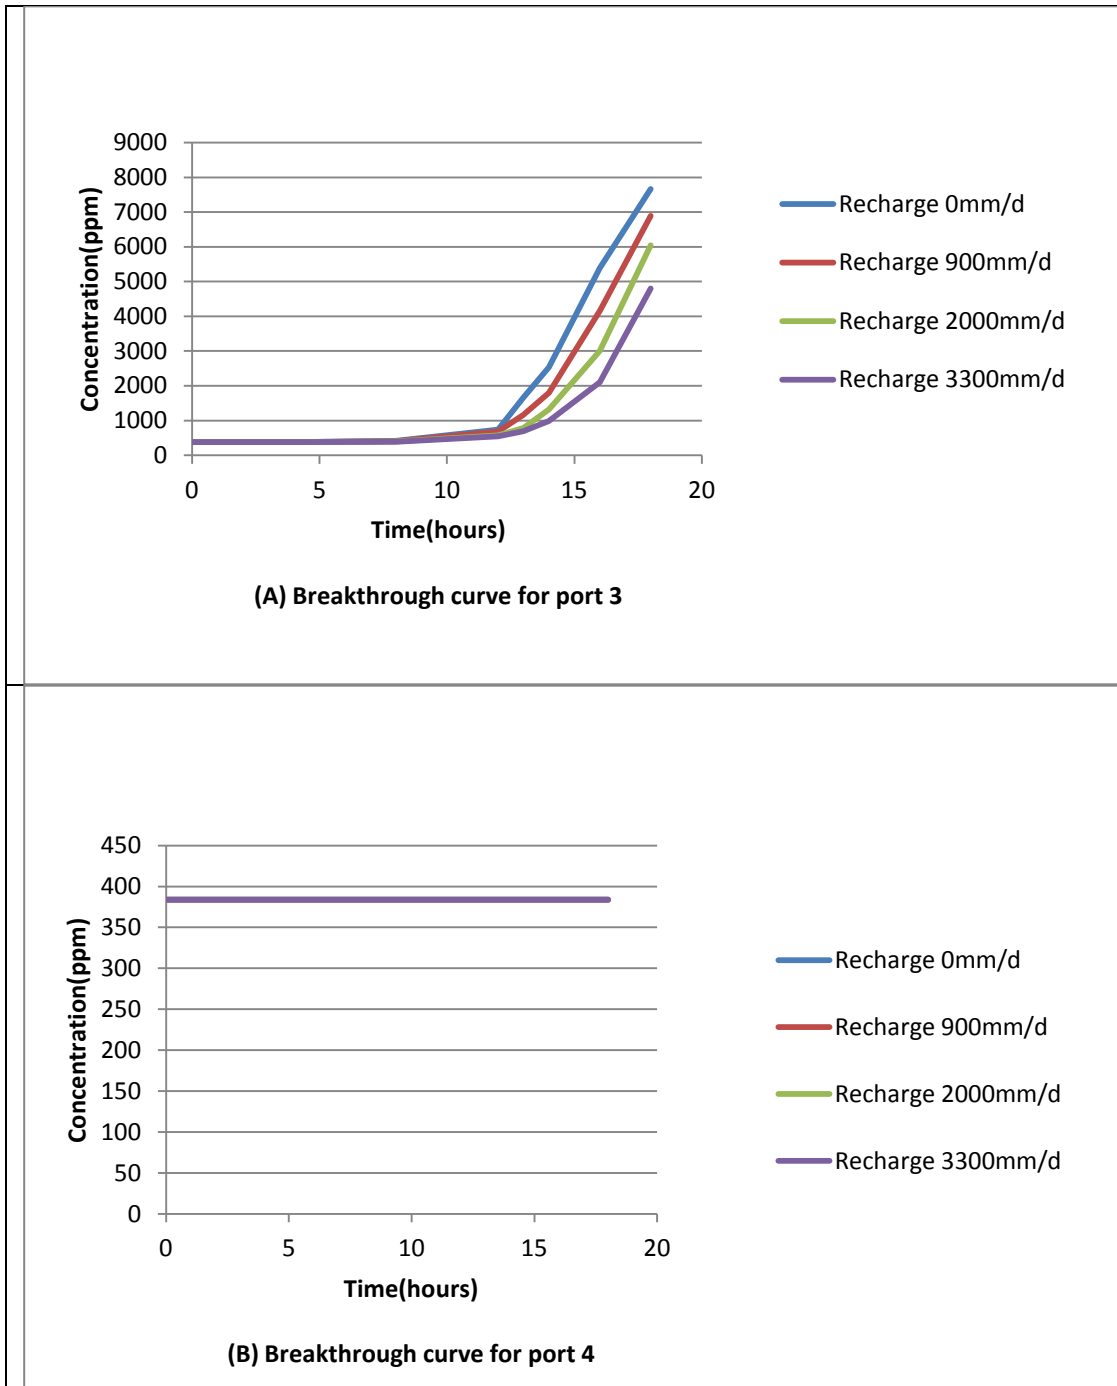 9000
8000
7000
6000
5000
4000
3000
2000
1000
0
Concentration(ppm)
0 5 10 15 20
Time(hours)
Recharge 0mm/d
Recharge 900mm/d
Recharge 2000mm/d
Recharge 3300mm/d
(A) Breakthrough curve for port 3
450
400
350
300
250
200
150
100
50
0
Concentration(ppm)
0 5 10 15 20
Time(hours)
Recharge 0mm/d
Recharge 900mm/d
Recharge 2000mm/d
Recharge 3300mm/d
(B) Breakthrough curve for port 4